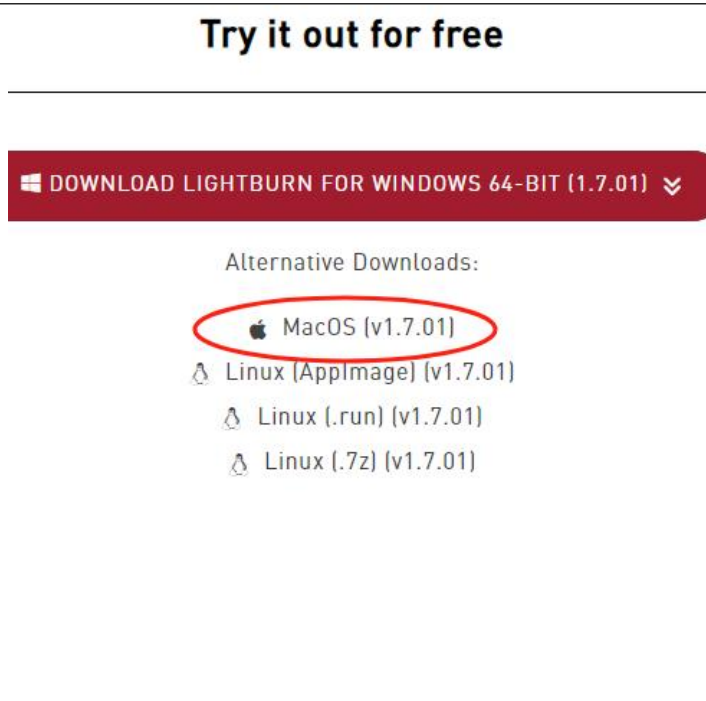 Try it out for free
DOWNLOAD LIGHTBURN FOR WINDOWS 64-BIT (1.7.01)
Alternative Downloads:
MacOS (v1.7.01)
Linux (AppImage) (v1.7.01)
Linux (.run) (v1.7.01)
Linux (.7z) (v1.7.01)